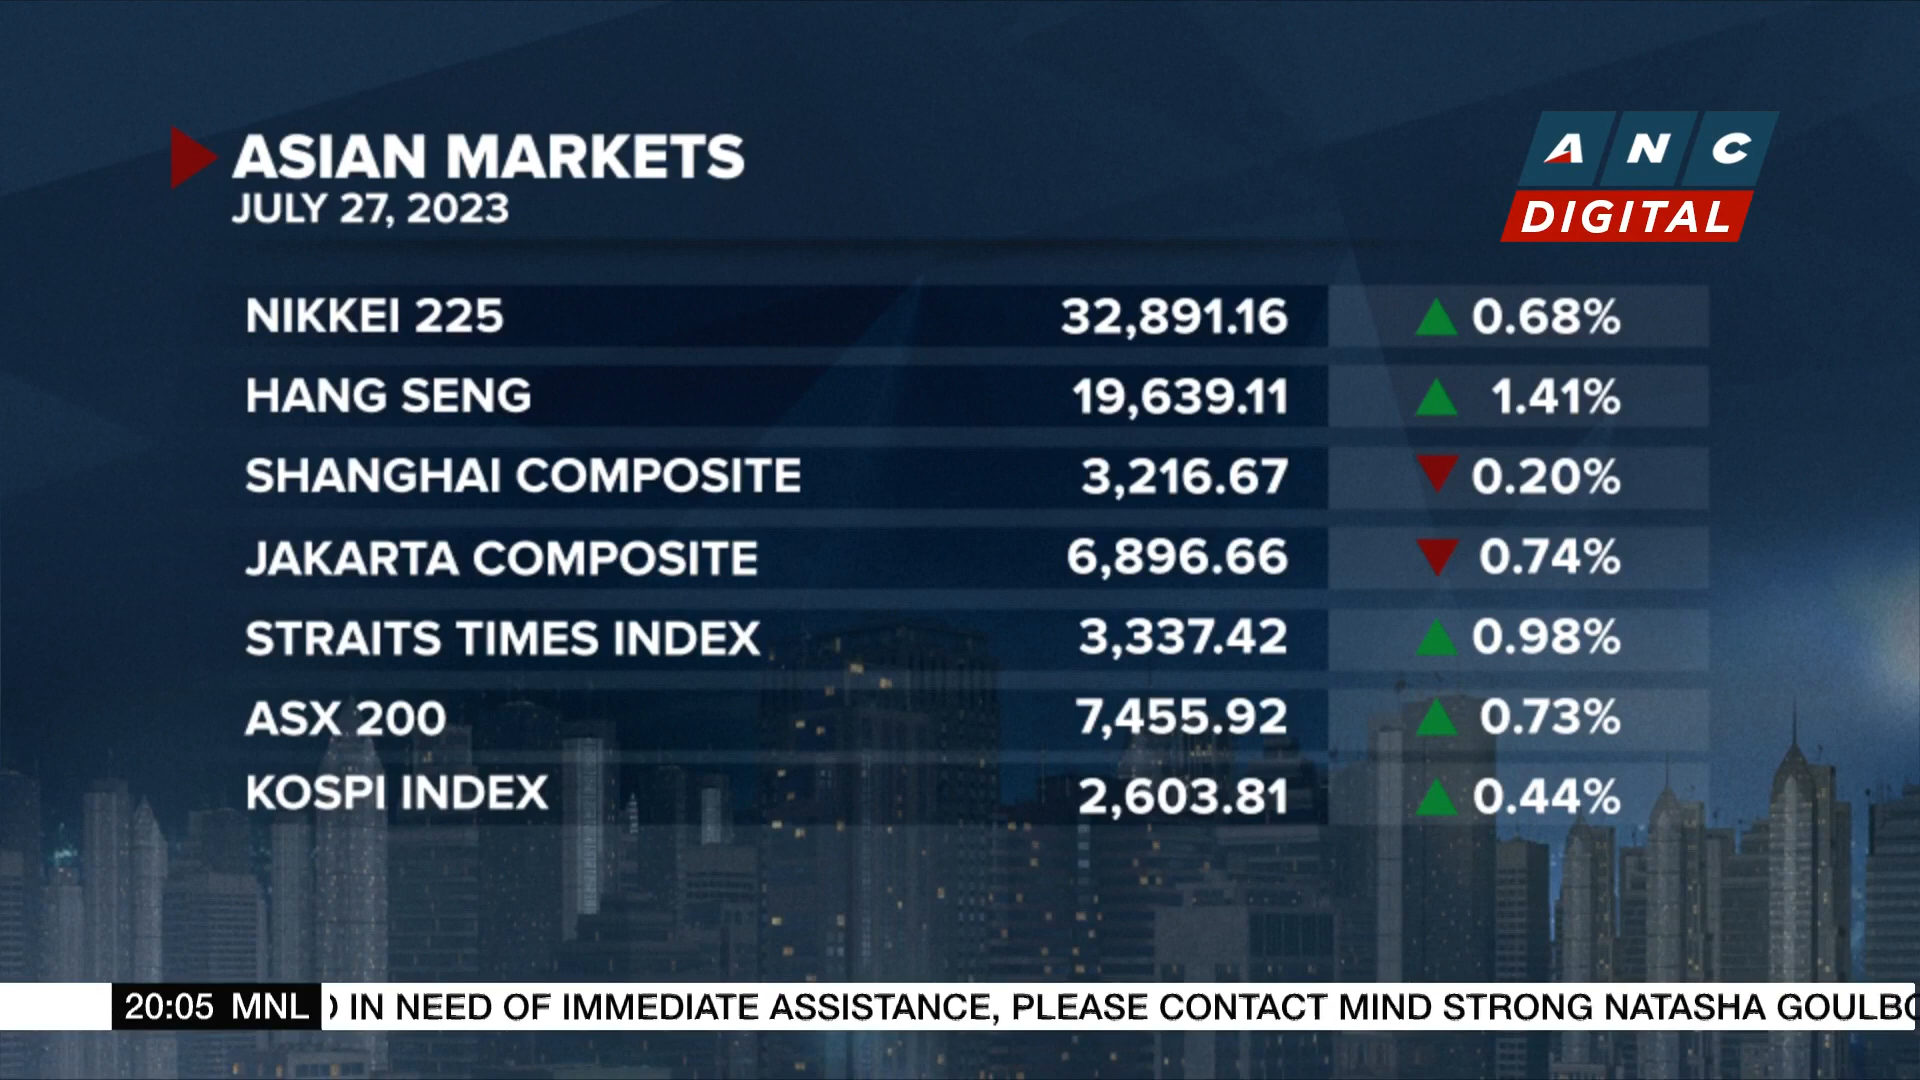 ASIAN MARKETS
JULY 27, 2023
ANC
DIGITAL
NIKKEI 225 32,891.16 0.68%
HANG SENG 19,639.11 1.41%
SHANGHAI COMPOSITE 3,216.67 0.20%
JAKARTA COMPOSITE 6,896.66 0.74%
STRAITS TIMES INDEX 3,337.42 0.98%
ASX 200 7,455.92 0.73%
KOSPI INDEX 2,603.81 0.44%
20:05 MNL IN NEED OF IMMEDIATE ASSISTANCE, PLEASE CONTACT MIND STRONG NATASHA